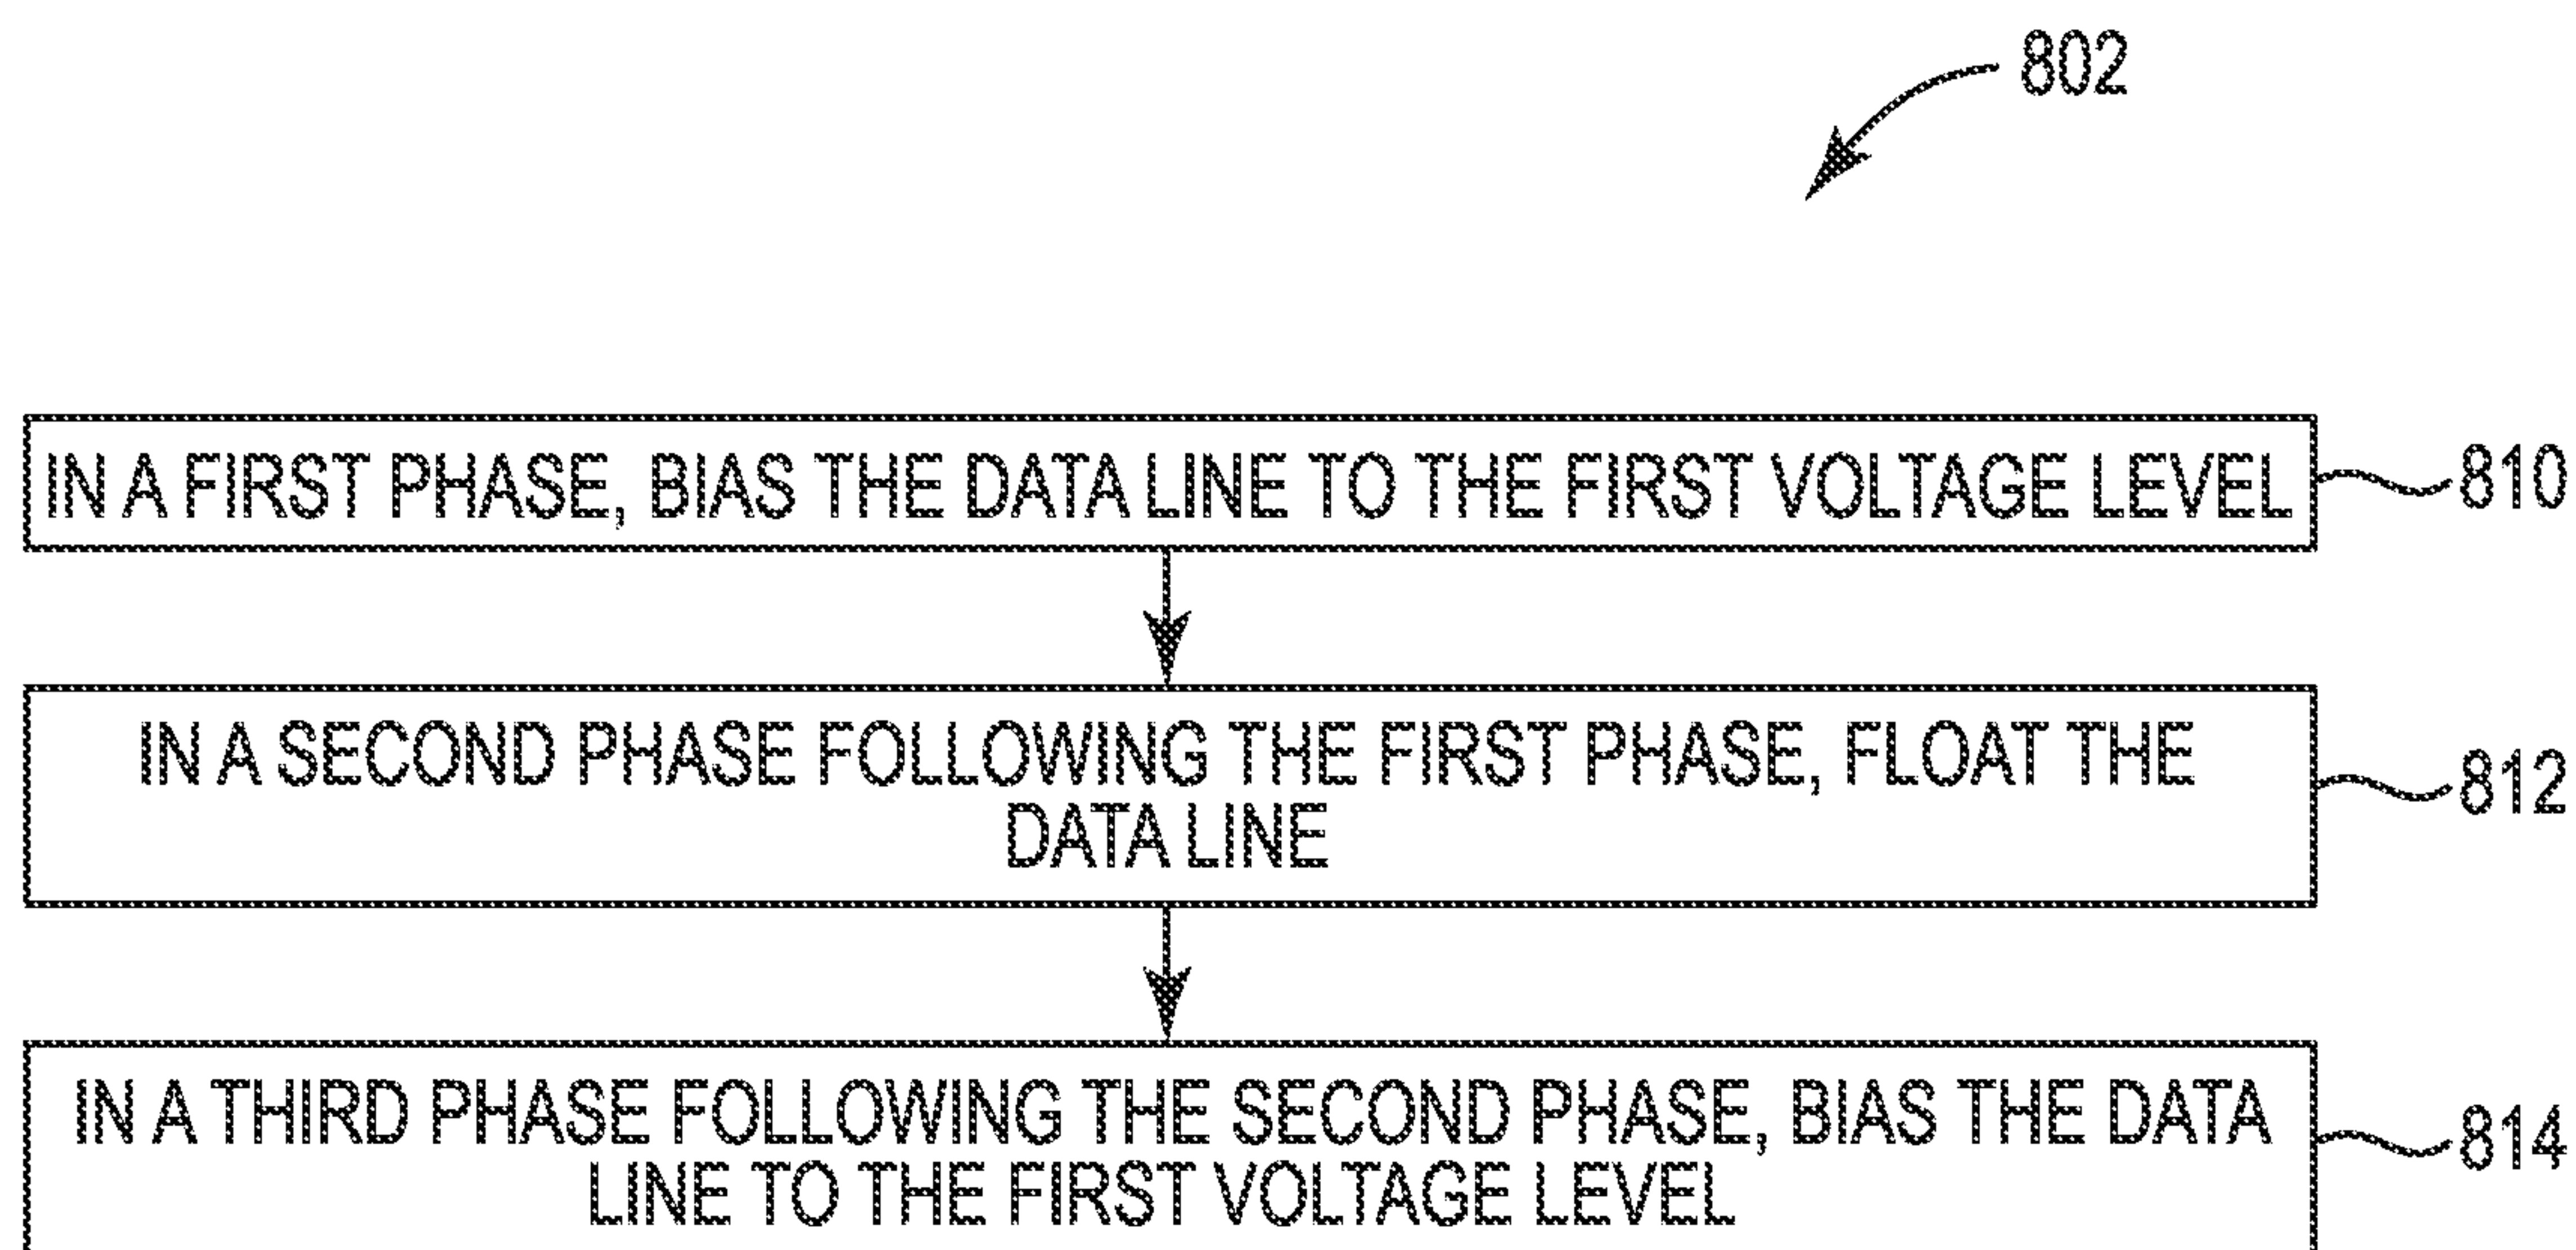 802
IN A FIRST PHASE, BIAS THE DATA LINE TO THE FIRST VOLTAGE LEVEL
810
IN A SECOND PHASE FOLLOWING THE FIRST PHASE, FLOAT THE
DATA LINE
812
IN A THIRD PHASE FOLLOWING THE SECOND PHASE, BIAS THE DATA
LINE TO THE FIRST VOLTAGE LEVEL
814